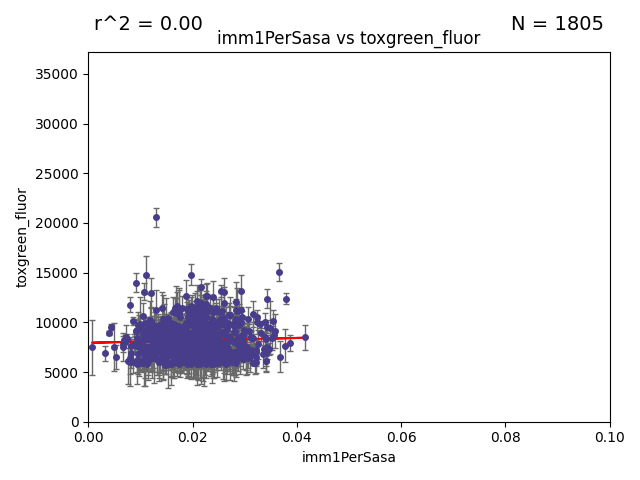 r^2 = 0.00
N = 1805
imm1PerSasa vs toxgreen_fluor
35000
30000
25000
20000
15000
10000
5000
0
toxgreen_fluor
0.00
0.02
0.04
0.06
0.08
0.10
imm1PerSasa